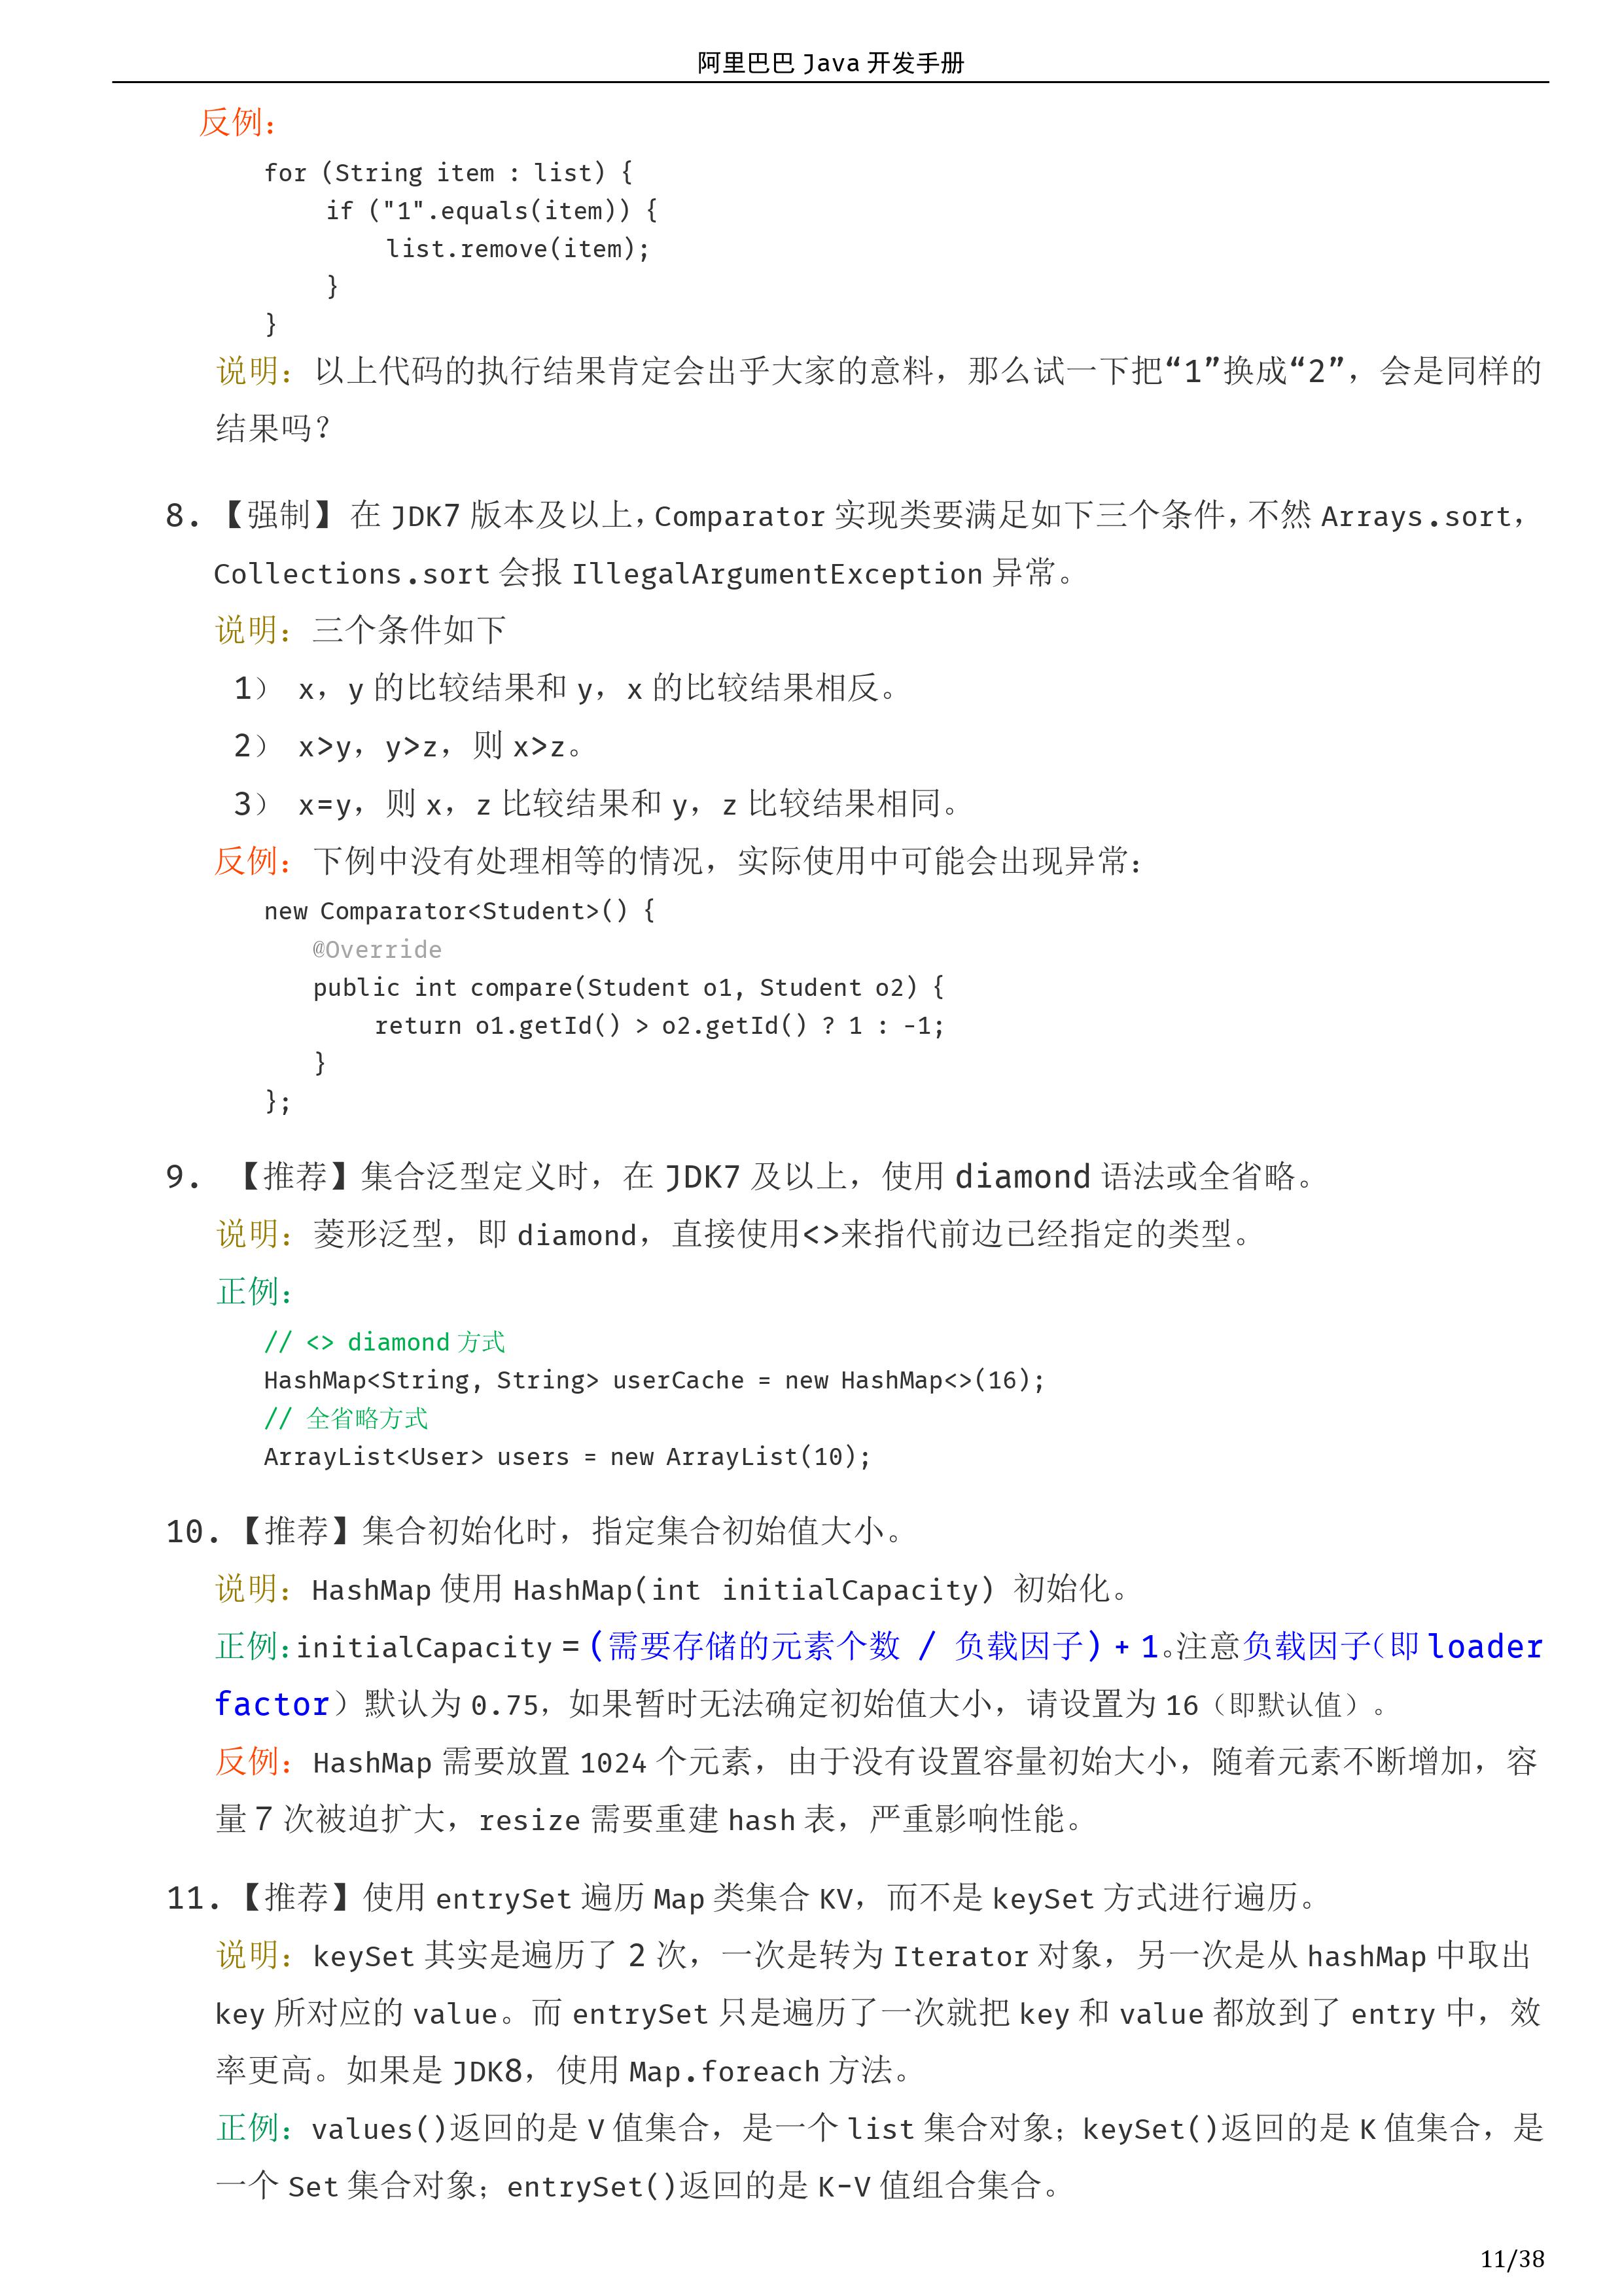 阿里巴巴 Java 开发手册
反例：
for (String item : list) {
if ("1".equals(item)) {
list.remove(item);
}
}
说明：以上代码的执行结果肯定会出乎大家的意料，那么试一下把“1”换成“2”，会是同样的
结果吗？
8. 【强制】在 JDK7 版本及以上，Comparator 实现类要满足如下三个条件，不然 Arrays.sort，
Collections.sort 会报 IllegalArgumentException 异常。
说明：三个条件如下
1） x，y 的比较结果和 y，x 的比较结果相反。
2） x>y，y>z，则 x>z。
3） x=y，则 x，z 比较结果和 y，z 比较结果相同。
反例：下例中没有处理相等的情况，实际使用中可能会出现异常：
new Comparator<Student>() {
@Override
public int compare(Student o1, Student o2) {
return o1.getId() > o2.getId() ? 1 : -1;
}
};
9. 【推荐】集合泛型定义时，在 JDK7 及以上，使用 diamond 语法或全省略。
说明：菱形泛型，即 diamond，直接使用<>来指代前边已经指定的类型。
正例：
// <> diamond 方式
HashMap<String, String> userCache = new HashMap<>(16);
// 全省略方式
ArrayList<User> users = new ArrayList(10);
10. 【推荐】集合初始化时，指定集合初始值大小。
说明：HashMap 使用 HashMap(int initialCapacity) 初始化。
正例：initialCapacity = (需要存储的元素个数 / 负载因子) + 1。注意负载因子（即 loader
factor）默认为 0.75，如果暂时无法确定初始值大小，请设置为 16（即默认值）。
反例：HashMap 需要放置 1024 个元素，由于没有设置容量初始大小，随着元素不断增加，容
量 7 次被迫扩大，resize 需要重建 hash 表，严重影响性能。
11. 【推荐】使用 entrySet 遍历 Map 类集合 KV，而不是 keySet 方式进行遍历。
说明：keySet 其实是遍历了 2 次，一次是转为 Iterator 对象，另一次是从 hashMap 中取出
key 所对应的 value。而 entrySet 只是遍历了一次就把 key 和 value 都放到了 entry 中，效
率更高。如果是 JDK8，使用 Map.foreach 方法。
正例：values()返回的是 V 值集合，是一个 list 集合对象；keySet()返回的是 K 值集合，是
一个 Set 集合对象；entrySet()返回的是 K-V 值组合集合。
11/38